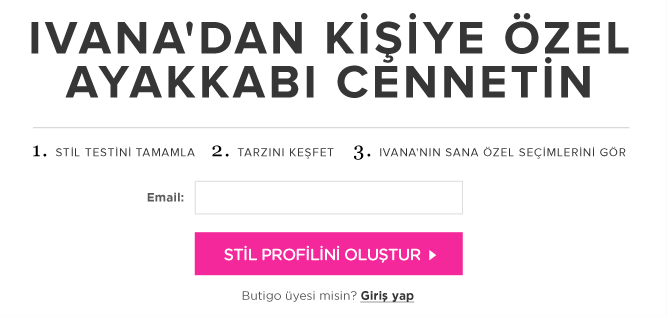 IVANA'DAN KİŞİYE ÖZEL
AYAKKABI CENNETİN
1. STİL TESTİNİ TAMAMLA 2. TARZINI KEŞFET 3. IVANA'NIN SANA ÖZEL SEÇİMLERİNİ GÖR
Email:
STİL PROFİLİNİ OLUŞTUR
Butigo üyesi misin? Giriş yap